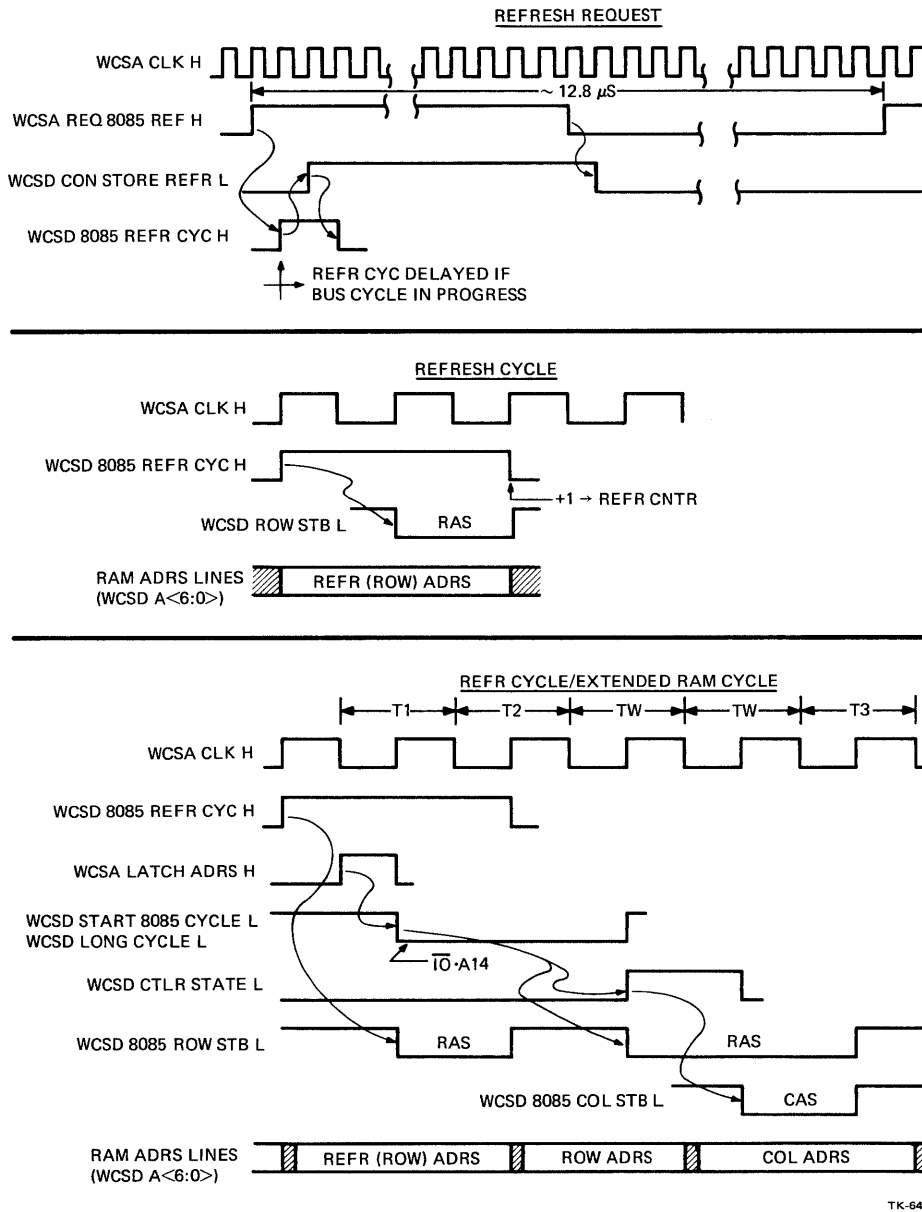 REFRESH REQUEST
WCSA CLK H
~ 12.8 µS
WCSA REQ 8085 REF H
WCSD CON STORE REFR L
WCSD 8085 REFR CYC H
REFR CYC DELAYED IF
BUS CYCLE IN PROGRESS
REFRESH CYCLE
WCSA CLK H
WCSD 8085 REFR CYC H
+1 → REFR CNTR
WCSD ROW STB L
RAS
RAM ADRS LINES
(WCSD A<6:0>)
REFR (ROW) ADRS
REFR CYCLE/EXTENDED RAM CYCLE
T1 T2 TW TW T3
WCSA CLK H
WCSD 8085 REFR CYC H
WCSA LATCH ADRS H
WCSD START 8085 CYCLE L
WCSD LONG CYCLE L
I̅O̅·A14
WCSD CTLR STATE L
WCSD 8085 ROW STB L
RAS RAS
WCSD 8085 COL STB L
CAS
RAM ADRS LINES
(WCSD A<6:0>)
REFR (ROW) ADRS ROW ADRS COL ADRS
TK-64